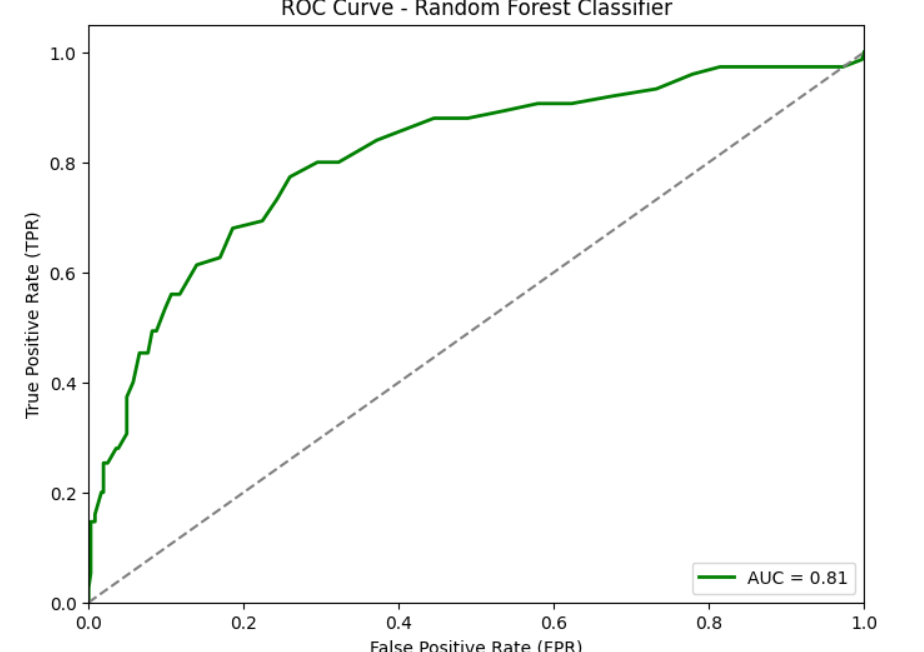 ROC Curve - Random Forest Classifier
1.0
0.8
0.6
0.4
0.2
0.0
True Positive Rate (TPR)
AUC = 0.81
0.0 0.2 0.4 0.6 0.8 1.0
False Positive Rate (FPR)